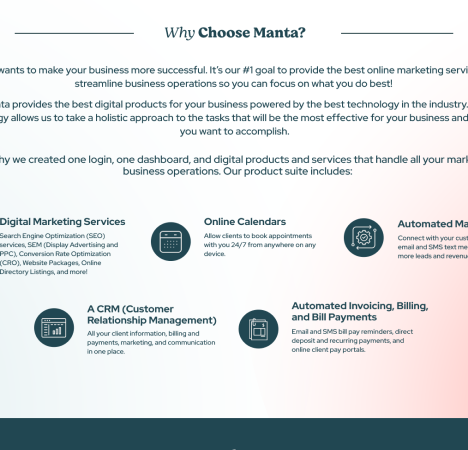 Why Choose Manta?
wants to make your business more successful. It's our #1 goal to provide the best online marketing servi
streamline business operations so you can focus on what you do best!
nta provides the best digital products for your business powered by the best technology in the industry.
gy allows us to take a holistic approach to the tasks that will be the most effective for your business and
you want to accomplish.
hy we created one login, one dashboard, and digital products and services that handle all your mark
business operations. Our product suite includes:
Digital Marketing Services
Search Engine Optimization (SEO)
services, SEM (Display Advertising and
PPC), Conversion Rate Optimization
(CRO), Website Packages, Online
Directory Listings, and more!
Online Calendars
Allow clients to book appointments
with you 24/7 from anywhere on any
device.
Automated Ma
Connect with your cust
email and SMS text me
more leads and revenu
A CRM (Customer
Relationship Management)
All your client information, billing and
payments, marketing, and communication
in one place.
Automated Invoicing, Billing,
and Bill Payments
Email and SMS bill pay reminders, direct
deposit and recurring payments, and
online client pay portals.